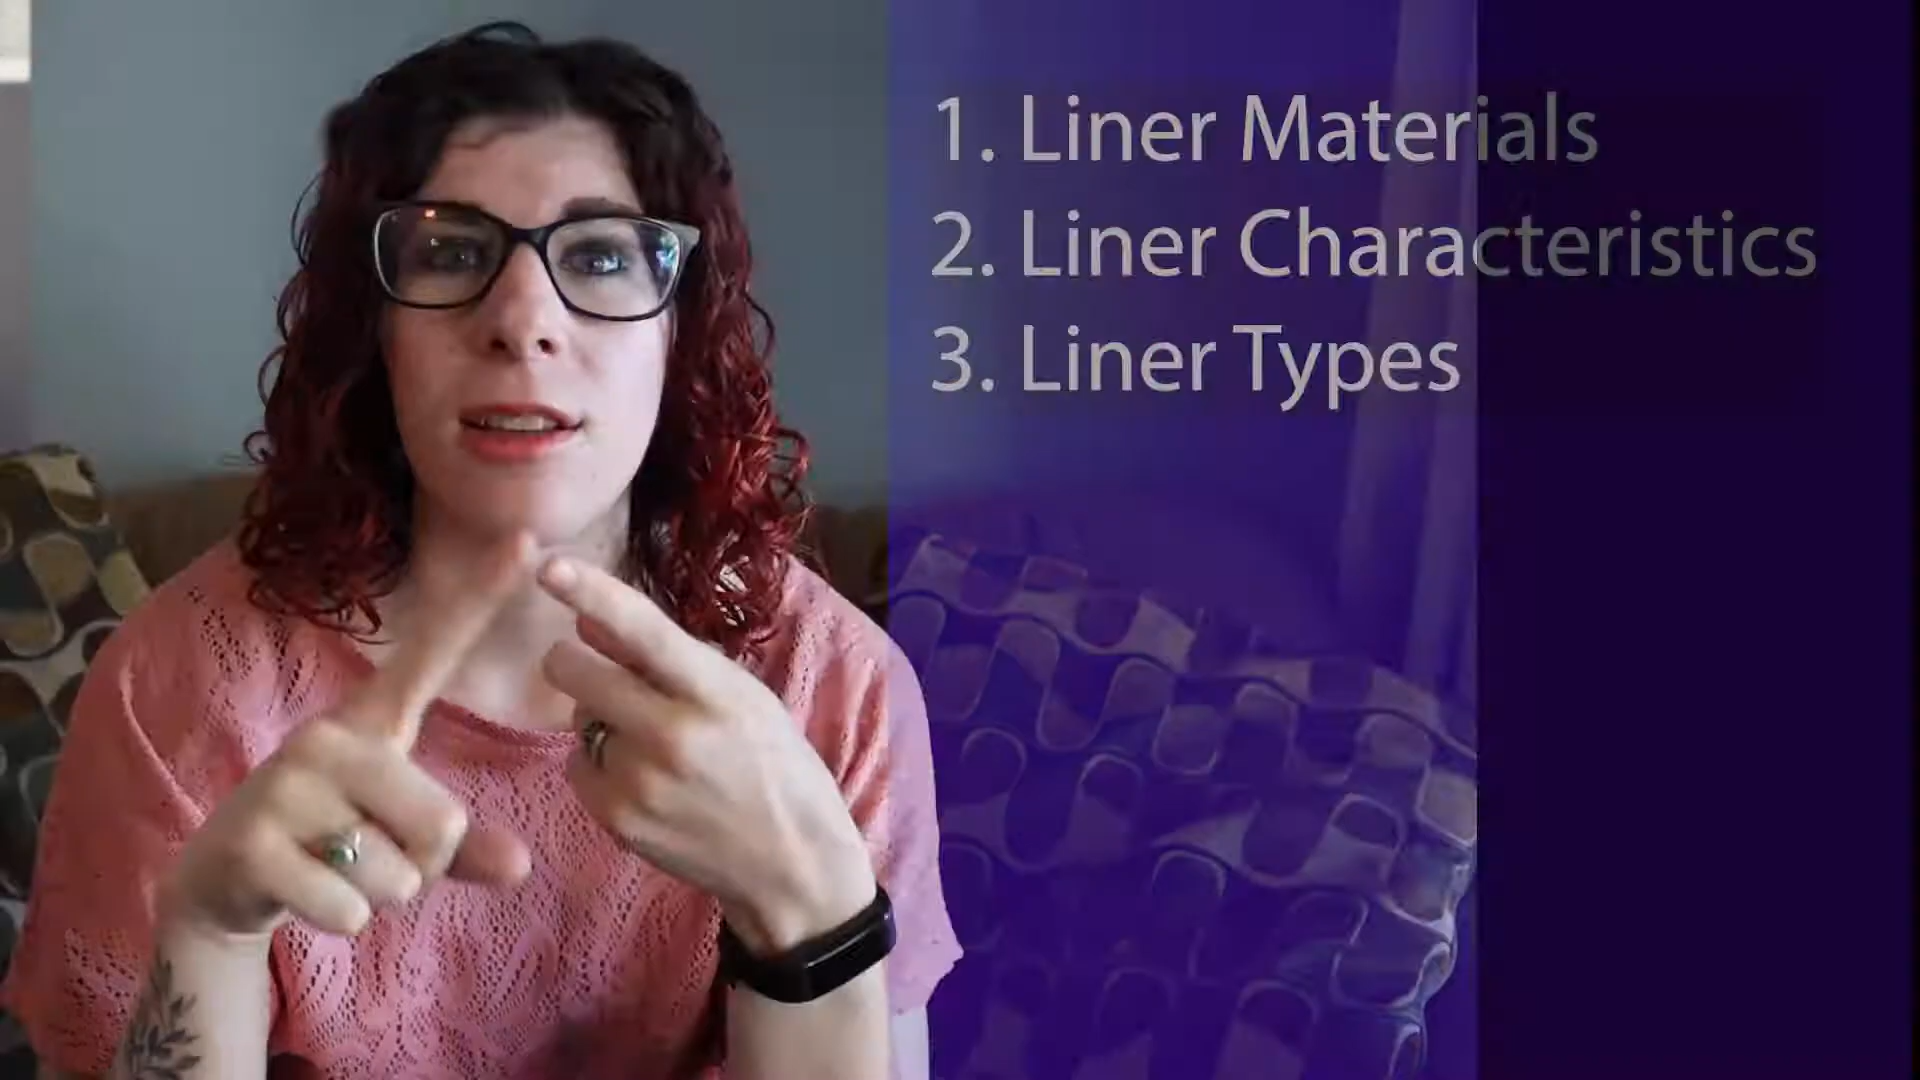 1. Liner Materials
2. Liner Characteristics
3. Liner Types